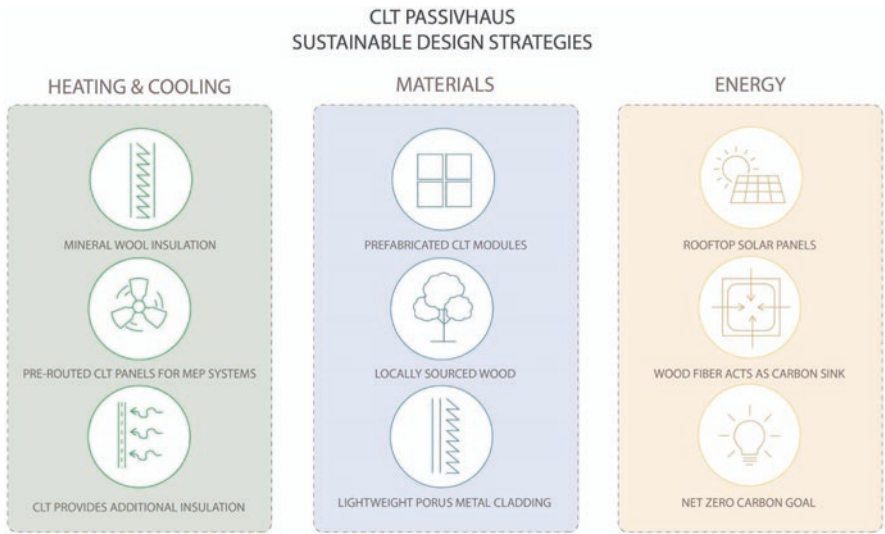 CLT PASSIVHAUS
SUSTAINABLE DESIGN STRATEGIES
HEATING & COOLING
MINERAL WOOL INSULATION
PRE-ROUTED CLT PANELS FOR MEP SYSTEMS
CLT PROVIDES ADDITIONAL INSULATION
MATERIALS
PREFABRICATED CLT MODULES
LOCALLY SOURCED WOOD
LIGHTWEIGHT PORUS METAL CLADDING
ENERGY
ROOFTOP SOLAR PANELS
WOOD FIBER ACTS AS CARBON SINK
NET ZERO CARBON GOAL